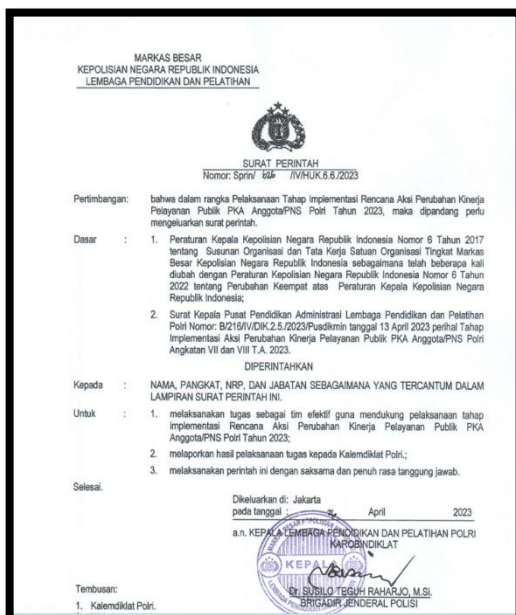 MARKAS BESAR
KEPOLISIAN NEGARA REPUBLIK INDONESIA
LEMBAGA PENDIDIKAN DAN PELATIHAN
SURAT PERINTAH
Nomor: Sprin/ 626 /IV/HUK.6.6./2023
Pertimbangan: bahwa dalam rangka Pelaksanaan Tahap Implementasi Rencana Aksi Perubahan Kinerja
Pelayanan Publik PKA Anggota/PNS Polri Tahun 2023, maka dipandang perlu
mengeluarkan surat perintah.
Dasar : 1. Peraturan Kepala Kepolisian Negara Republik Indonesia Nomor 6 Tahun 2017
tentang Susunan Organisasi dan Tata Kerja Satuan Organisasi Tingkat Markas
Besar Kepolisian Negara Republik Indonesia sebagaimana telah beberapa kali
diubah dengan Peraturan Kepolisian Negara Republik Indonesia Nomor 6 Tahun
2022 tentang Perubahan Keempat atas Peraturan Kepala Kepolisian Negara
Republik Indonesia;
2. Surat Kepala Pusat Pendidikan Administrasi Lembaga Pendidikan dan Pelatihan
Polri Nomor: B/216/IV/DIK.2.5./2023/Pusdikmin tanggal 13 April 2023 perihal Tahap
Implementasi Aksi Perubahan Kinerja Pelayanan Publik PKA Anggota/PNS Polri
Angkatan VII dan VIII T.A. 2023.
DIPERINTAHKAN
Kepada : NAMA, PANGKAT, NRP, DAN JABATAN SEBAGAIMANA YANG TERCANTUM DALAM
LAMPIRAN SURAT PERINTAH INI.
Untuk : 1. melaksanakan tugas sebagai tim efektif guna mendukung pelaksanaan tahap
implementasi Rencana Aksi Perubahan Kinerja Pelayanan Publik PKA
Anggota/PNS Polri Tahun 2023;
2. melaporkan hasil pelaksanaan tugas kepada Kalemdiklat Polri.;
3. melaksanakan perintah ini dengan saksama dan penuh rasa tanggung jawab.
Selesai.
Dikeluarkan di: Jakarta
pada tanggal : April 2023
a.n. KEPALA LEMBAGA PENDIDIKAN DAN PELATIHAN POLRI
KAROBINDIKLAT
KEPALA
Dr. SUSILO TEGUH RAHARJO, M.Si.
BRIGADIR JENDERAL POLISI
Tembusan:
1. Kalemdiklat Polri.